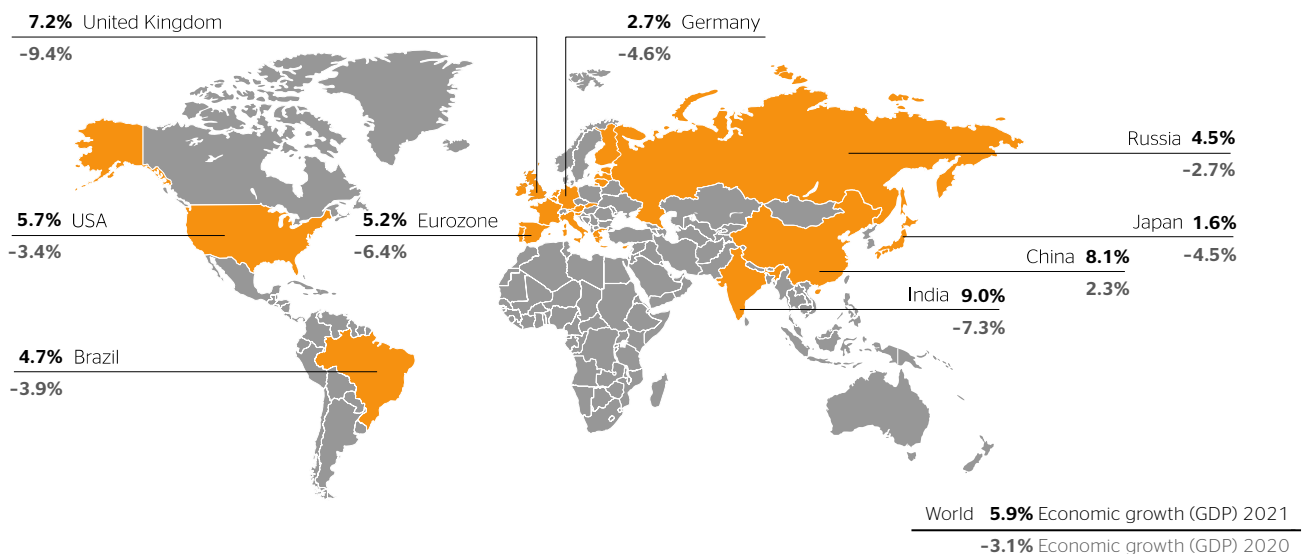 7.2% United Kingdom
–9.4%
2.7% Germany
–4.6%
Russia 4.5%
–2.7%
5.7% USA
–3.4%
5.2% Eurozone
–6.4%
Japan 1.6%
–4.5%
China 8.1%
2.3%
India 9.0%
–7.3%
4.7% Brazil
–3.9%
World 5.9% Economic growth (GDP) 2021
–3.1% Economic growth (GDP) 2020